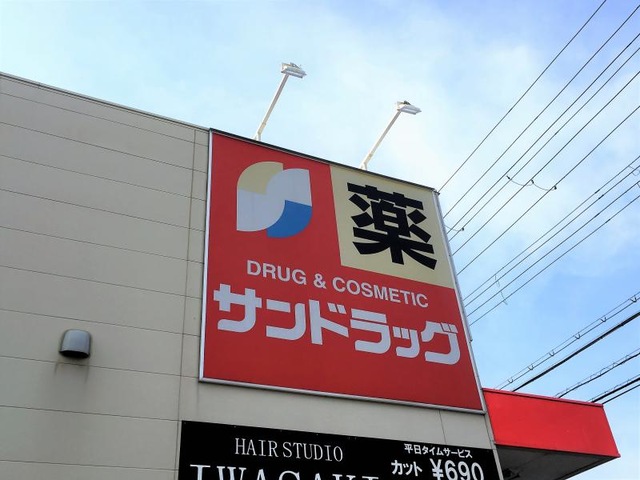 薬
DRUG & COSMETIC
サンドラッグ
HAIR STUDIO
IWASAKI
平日タイムサービス
カット ¥690